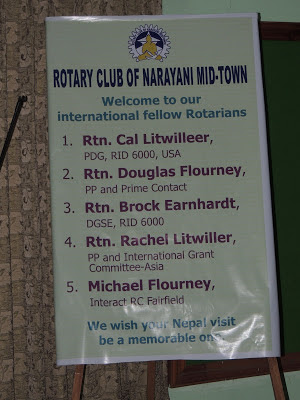 ROTARY CLUB OF NARAYANI MID-TOWN
Welcome to our
international fellow Rotarians
1. Rtn. Cal Litwilleer,
PDG, RID 6000, USA
2. Rtn. Douglas Flourney,
PP and Prime Contact
3. Rtn. Brock Earnhardt,
DGSE, RID 6000
4. Rtn. Rachel Litwiller,
PP and International Grant
Committee-Asia
5. Michael Flourney,
Interact RC Fairfield
We wish your Nepal visit
be a memorable one.